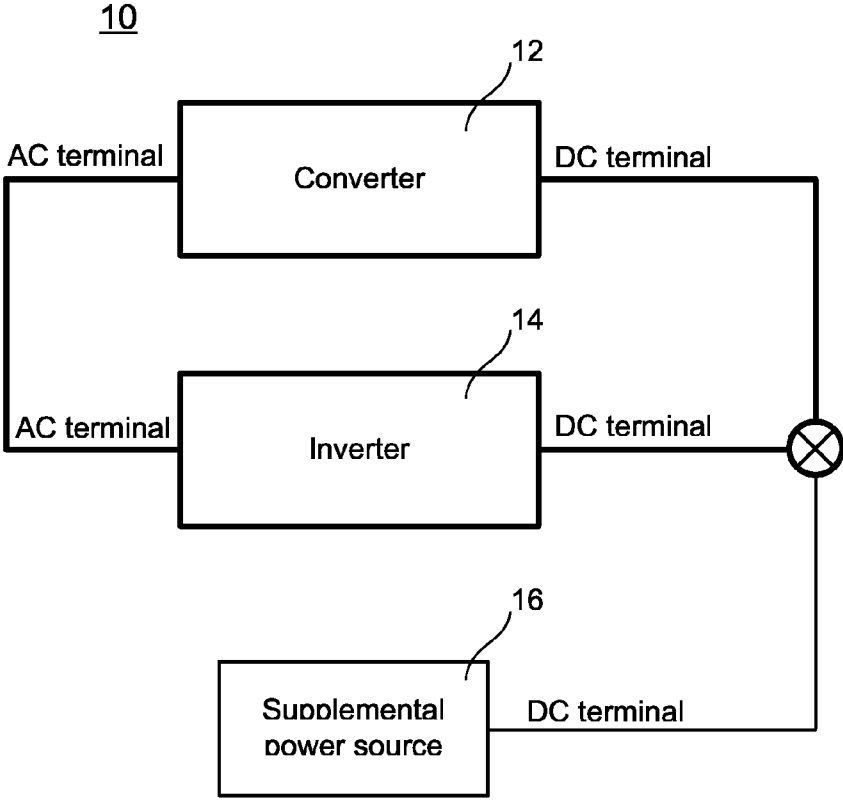 10
12
AC terminal
Converter
DC terminal
14
AC terminal
Inverter
DC terminal
16
Supplemental
power source
DC terminal